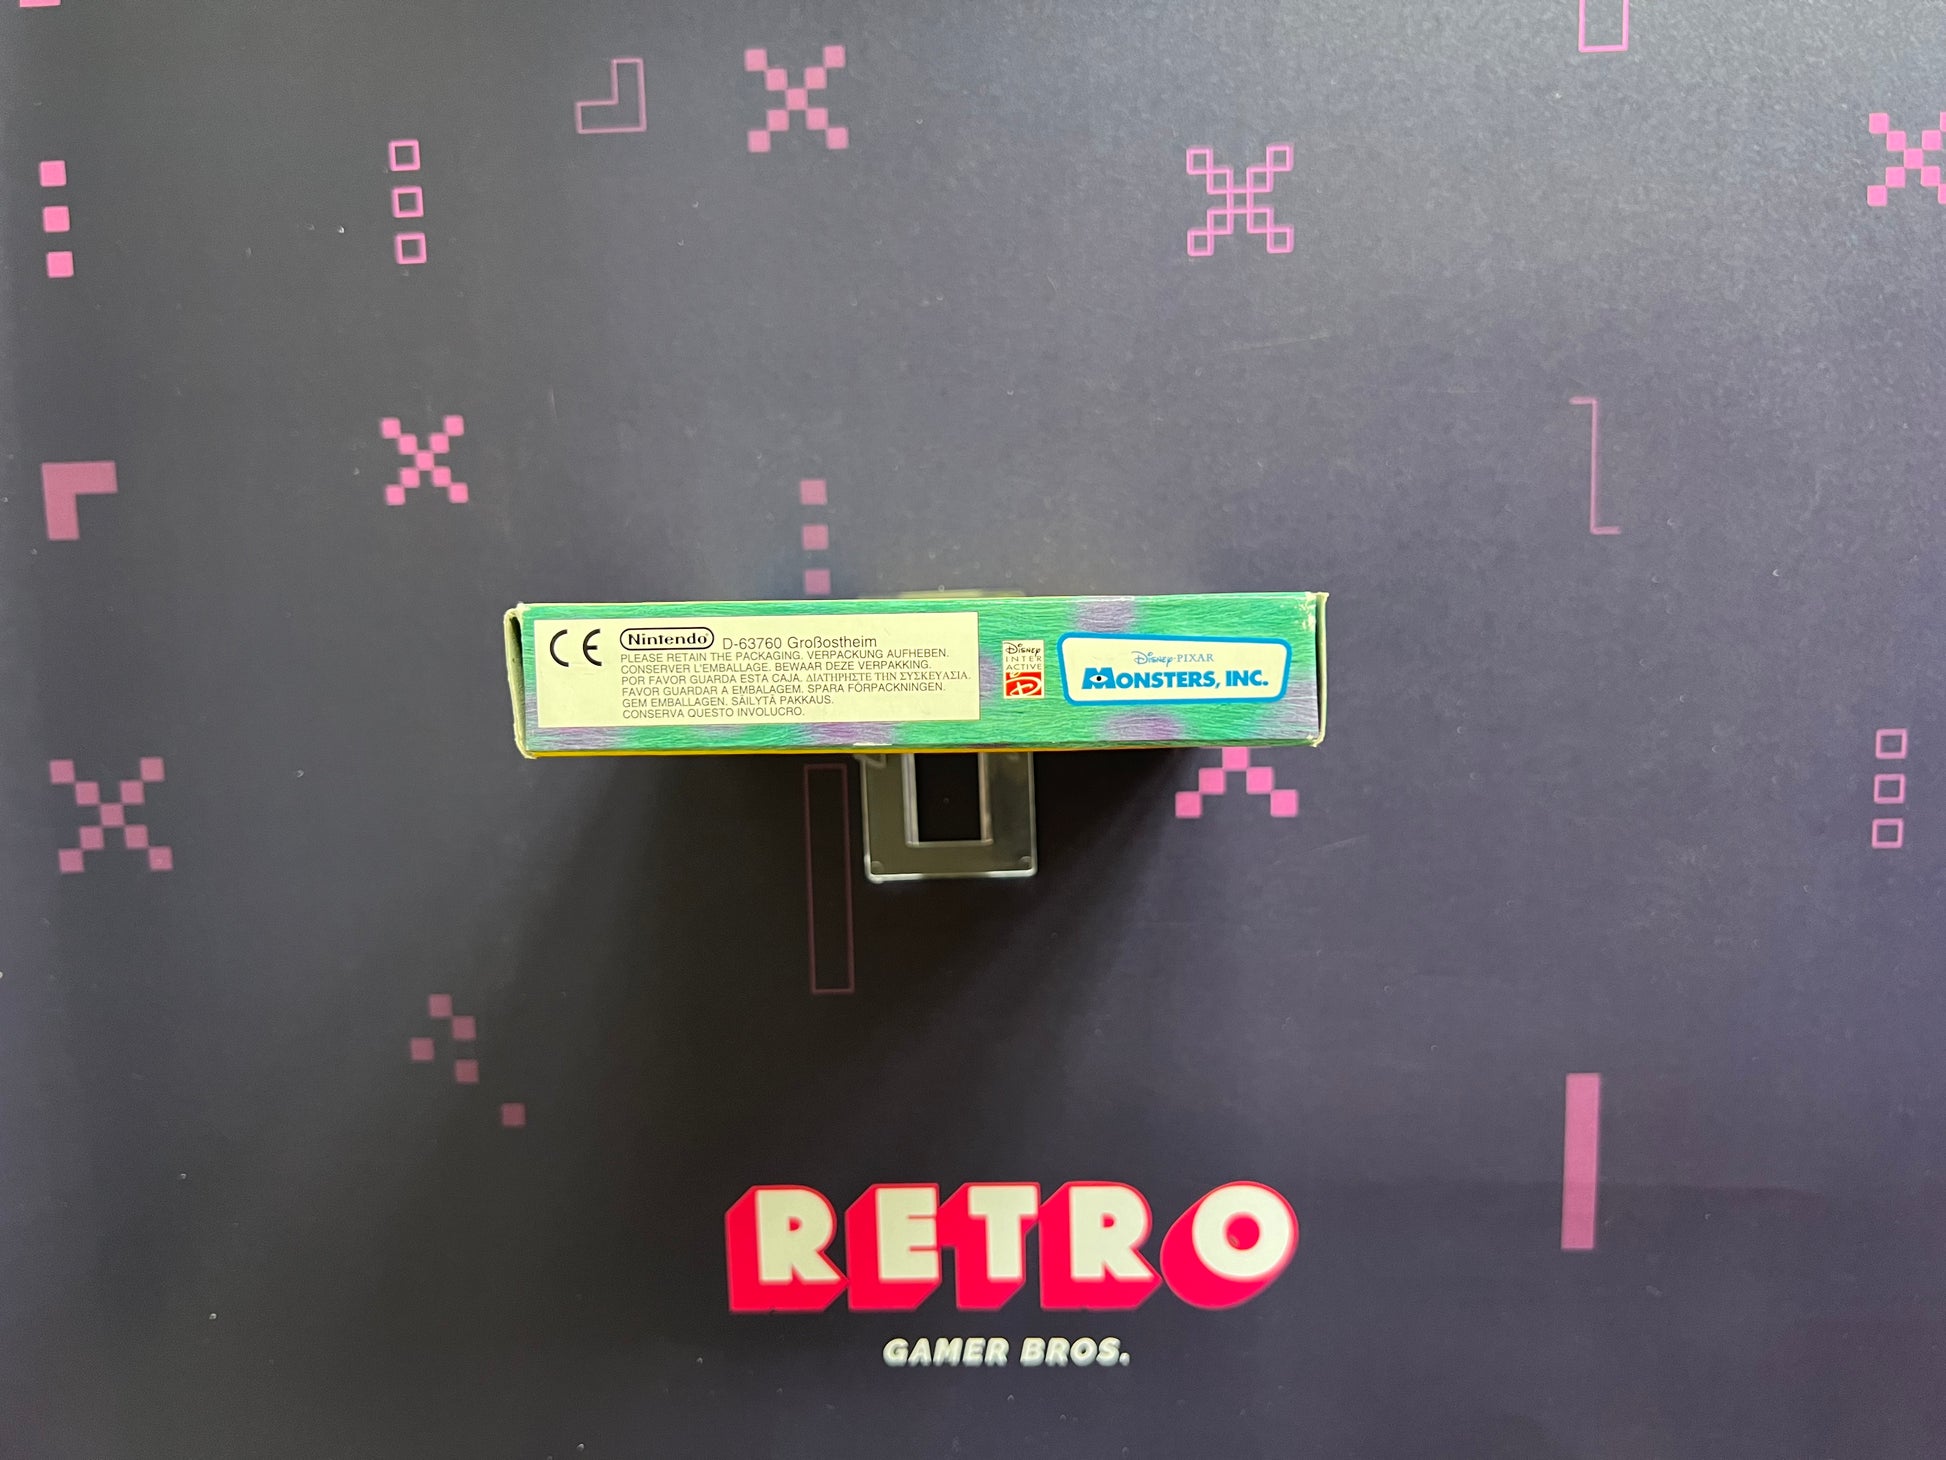 CE Nintendo D-63760 Großostheim
PLEASE RETAIN THE PACKAGING. VERPACKUNG AUFHEBEN.
CONSERVER L'EMBALLAGE. BEWAAR DEZE VERPAKKING.
POR FAVOR GUARDA ESTA CAJA. ΔΙΑΤΗΡΗΣΤΕ ΤΗΝ ΣΥΣΚΕΥΑΣΙΑ.
FAVOR GUARDAR A EMBALAGEM. SPARA FÖRPACKNINGEN.
GEM EMBALLAGEN. SÄILYTÄ PAKKAUS.
CONSERVA QUESTO INVOLUCRO.
Disney
INTER
ACTIVE
D
Disney·PIXAR
MONSTERS, INC.
RETRO
GAMER BROS.